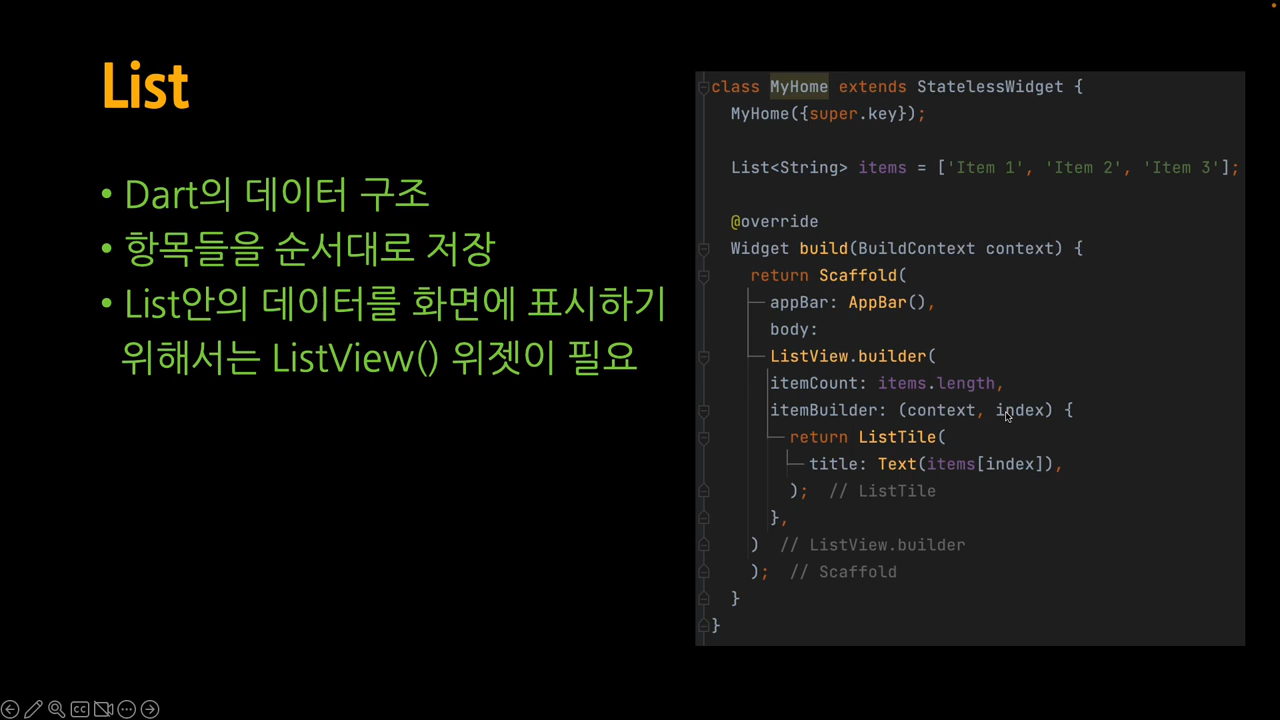 List
• Dart의 데이터 구조
• 항목들을 순서대로 저장
• List안의 데이터를 화면에 표시하기
위해서는 ListView() 위젯이 필요
class MyHome extends StatelessWidget {
MyHome({super.key});
List<String> items = ['Item 1', 'Item 2', 'Item 3'];
@override
Widget build(BuildContext context) {
return Scaffold(
appBar: AppBar(),
body:
ListView.builder(
itemCount: items.length,
itemBuilder: (context, index) {
return ListTile(
title: Text(items[index]),
); // ListTile
},
) // ListView.builder
); // Scaffold
}
}
CC